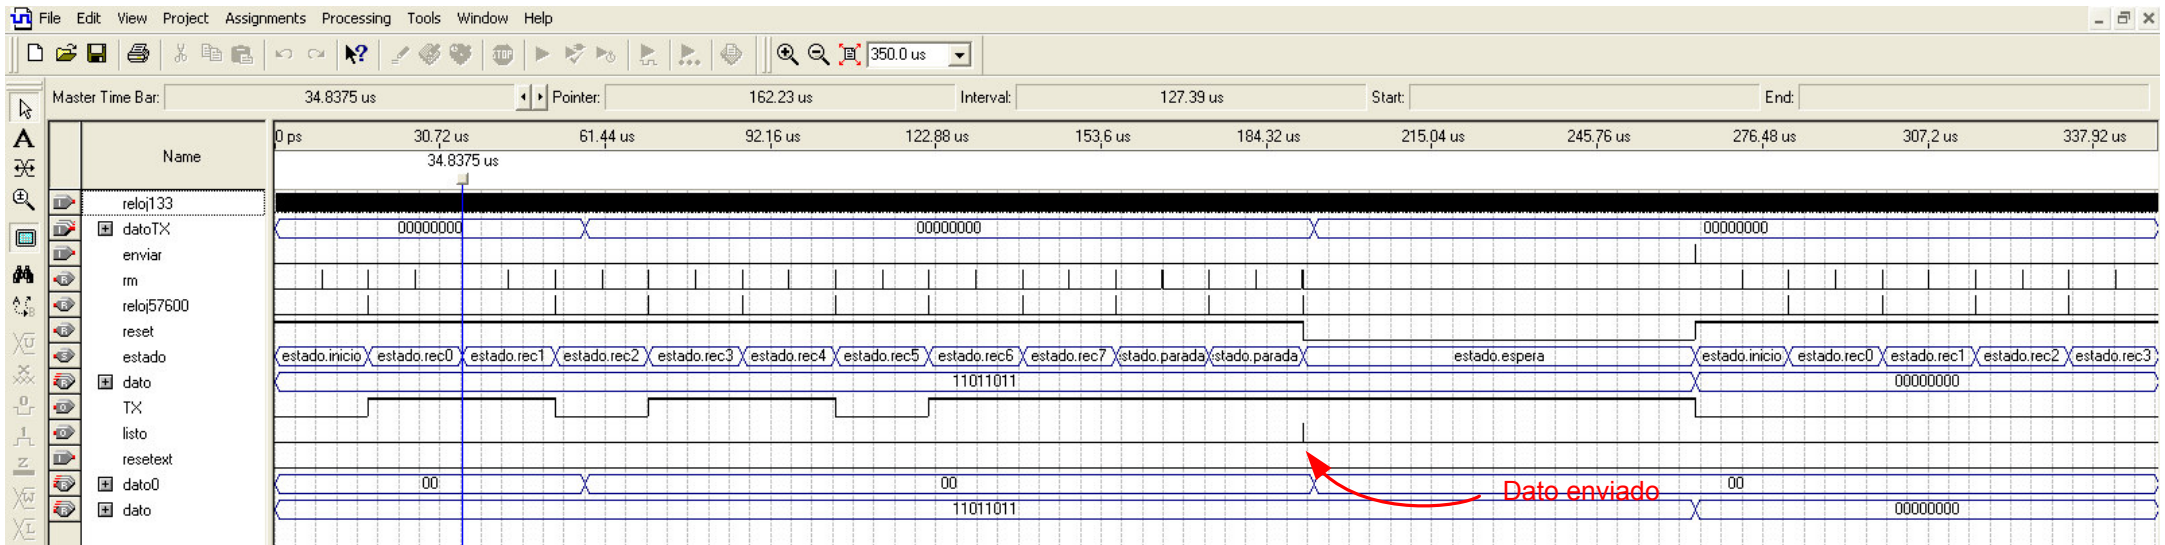 File Edit View Project Assignments Processing Tools Window Help
350.0 us
Master Time Bar: 34.8375 us Pointer: 162.23 us Interval: 127.39 us Start: End:
Name
0 ps 30.72 us 61.44 us 92.16 us 122.88 us 153.6 us 184.32 us 215.04 us 245.76 us 276.48 us 307.2 us 337.92 us
34.8375 us
reloj133
datoTX 00000000 00000000 00000000
enviar
rm
reloj57600
reset
estado estado.inicio estado.rec0 estado.rec1 estado.rec2 estado.rec3 estado.rec4 estado.rec5 estado.rec6 estado.rec7 stado.parada stado.parada estado.espera estado.inicio estado.rec0 estado.rec1 estado.rec2 estado.rec3
dato 11011011 00000000
TX
listo
resetext
dato0 00 00 00
Dato enviado
dato 11011011 00000000